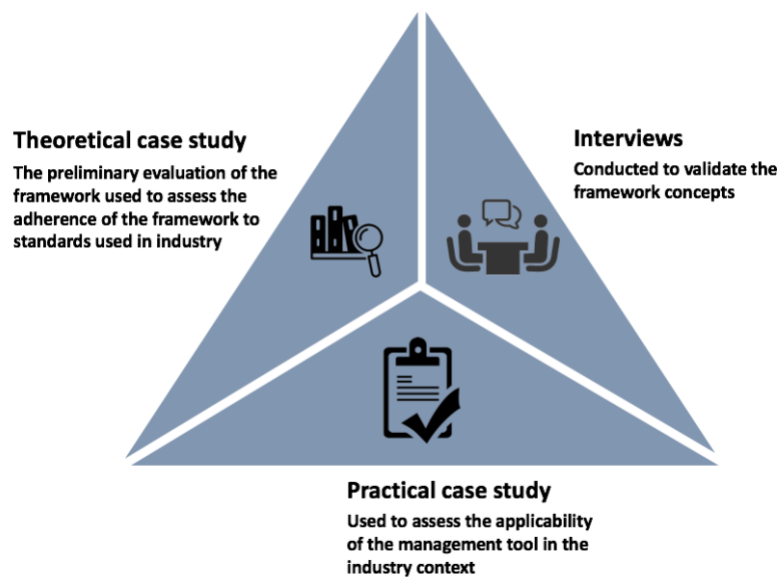 Theoretical case study
The preliminary evaluation of the
framework used to assess the
adherence of the framework to
standards used in industry
Interviews
Conducted to validate the
framework concepts
Practical case study
Used to assess the applicability
of the management tool in the
industry context